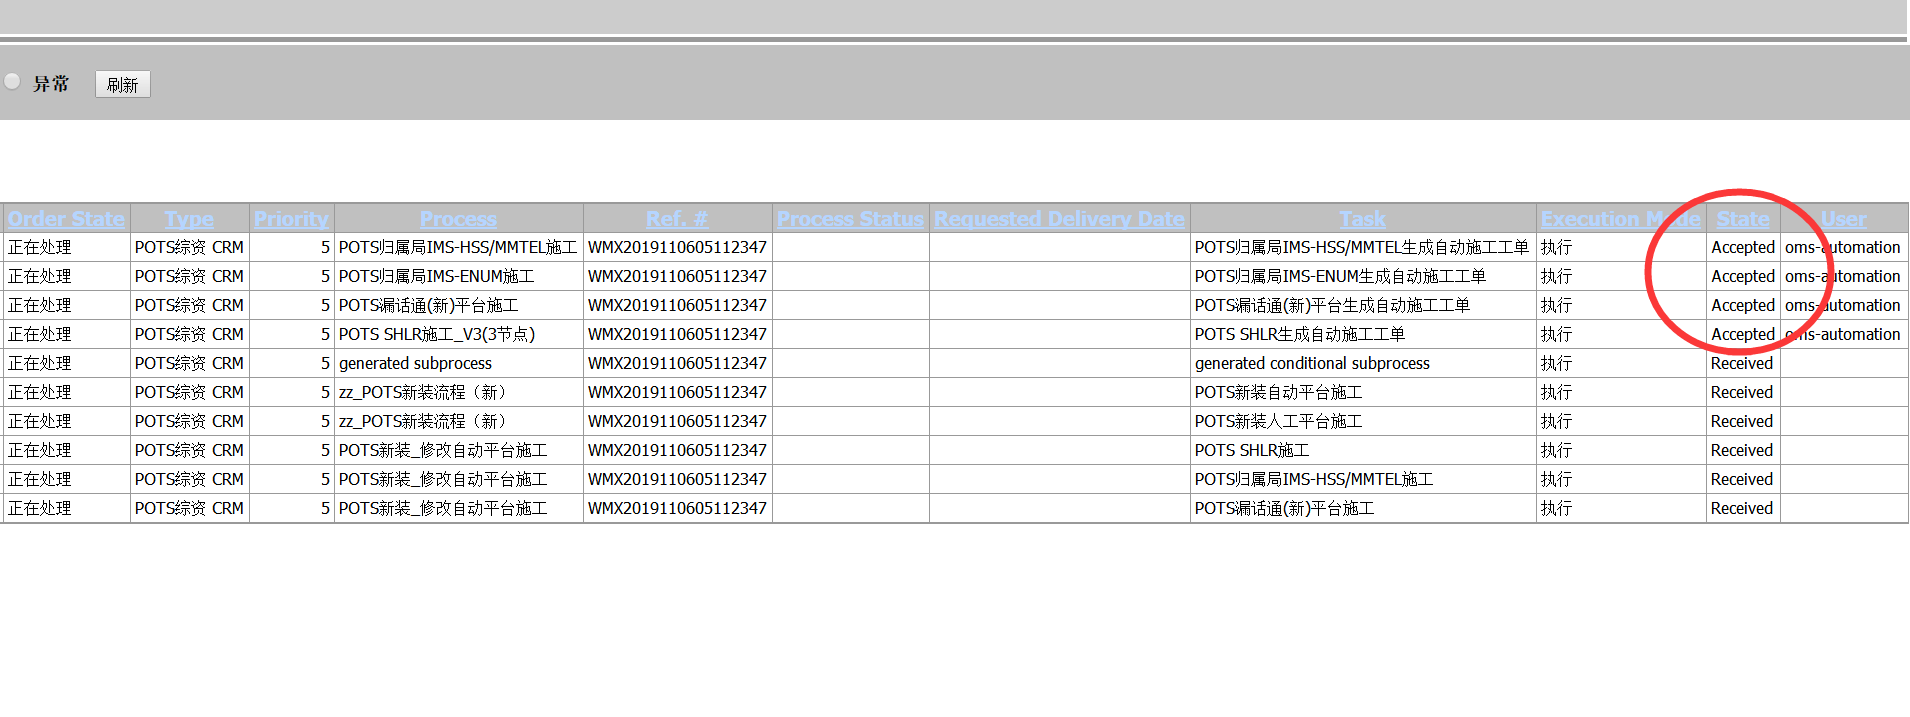 异常 刷新
Order State Type Priority Process Ref. # Process Status Requested Delivery Date Task Execution Mode State User
正在处理 POTS综资 CRM 5 POTS归属局IMS-HSS/MMTEL施工 WMX2019110605112347 POTS归属局IMS-HSS/MMTEL生成自动施工工单 执行 Accepted oms-automation
正在处理 POTS综资 CRM 5 POTS归属局IMS-ENUM施工 WMX2019110605112347 POTS归属局IMS-ENUM生成自动施工工单 执行 Accepted oms-automation
正在处理 POTS综资 CRM 5 POTS漏话通(新)平台施工 WMX2019110605112347 POTS漏话通(新)平台生成自动施工工单 执行 Accepted oms-automation
正在处理 POTS综资 CRM 5 POTS SHLR施工_V3(3节点) WMX2019110605112347 POTS SHLR生成自动施工工单 执行 Accepted oms-automation
正在处理 POTS综资 CRM 5 generated subprocess WMX2019110605112347 generated conditional subprocess 执行 Received
正在处理 POTS综资 CRM 5 zz_POTS新装流程（新） WMX2019110605112347 POTS新装自动平台施工 执行 Received
正在处理 POTS综资 CRM 5 zz_POTS新装流程（新） WMX2019110605112347 POTS新装人工平台施工 执行 Received
正在处理 POTS综资 CRM 5 POTS新装_修改自动平台施工 WMX2019110605112347 POTS SHLR施工 执行 Received
正在处理 POTS综资 CRM 5 POTS新装_修改自动平台施工 WMX2019110605112347 POTS归属局IMS-HSS/MMTEL施工 执行 Received
正在处理 POTS综资 CRM 5 POTS新装_修改自动平台施工 WMX2019110605112347 POTS漏话通(新)平台施工 执行 Received